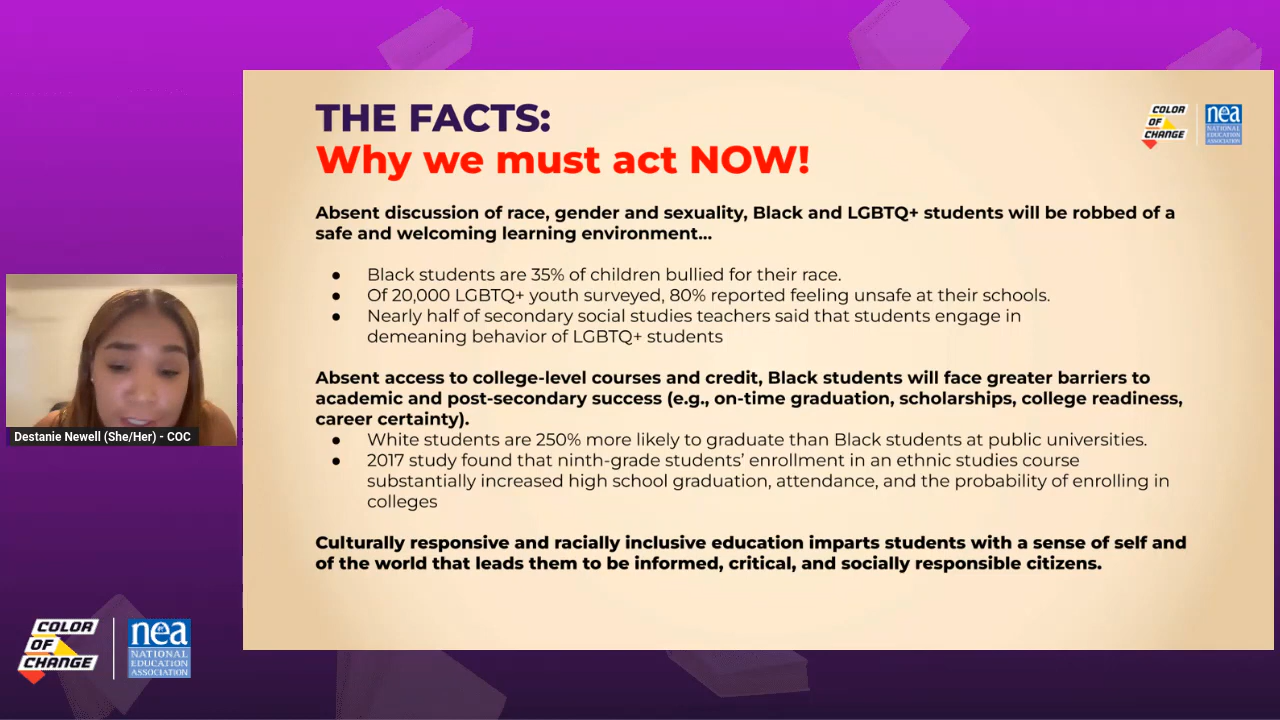 THE FACTS:
Why we must act NOW!
COLOR
OF
CHANGE
nea
NATIONAL
EDUCATION
ASSOCIATION
Absent discussion of race, gender and sexuality, Black and LGBTQ+ students will be robbed of a
safe and welcoming learning environment...
● Black students are 35% of children bullied for their race.
● Of 20,000 LGBTQ+ youth surveyed, 80% reported feeling unsafe at their schools.
● Nearly half of secondary social studies teachers said that students engage in
demeaning behavior of LGBTQ+ students
Absent access to college-level courses and credit, Black students will face greater barriers to
academic and post-secondary success (e.g., on-time graduation, scholarships, college readiness,
career certainty).
● White students are 250% more likely to graduate than Black students at public universities.
● 2017 study found that ninth-grade students’ enrollment in an ethnic studies course
substantially increased high school graduation, attendance, and the probability of enrolling in
colleges
Culturally responsive and racially inclusive education imparts students with a sense of self and
of the world that leads them to be informed, critical, and socially responsible citizens.
Destanie Newell (She/Her) - COC
COLOR
OF
CHANGE
nea
NATIONAL
EDUCATION
ASSOCIATION